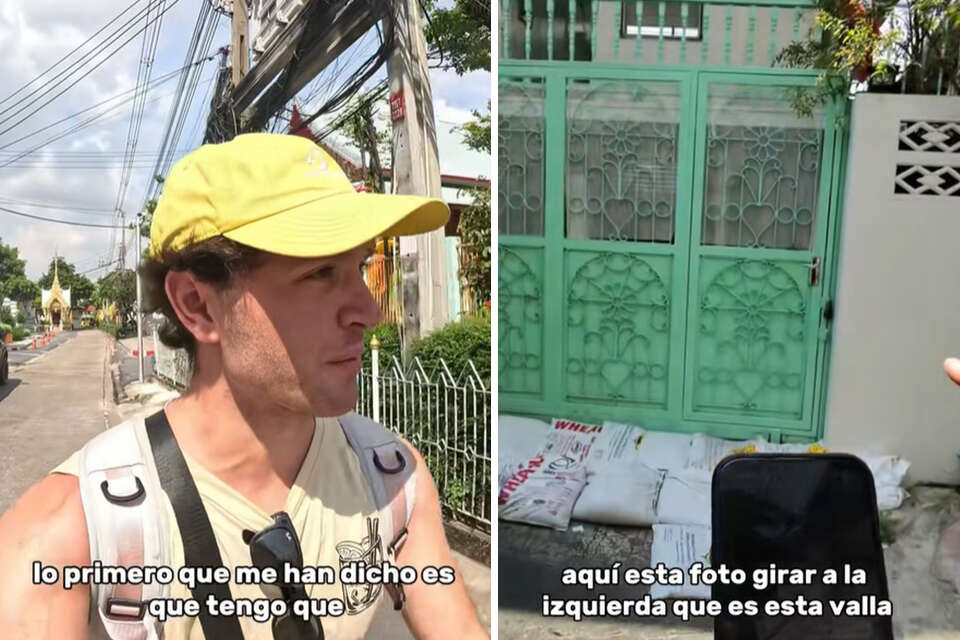 lo primero que me han dicho es
que tengo que
WHEA
aquí esta foto girar a la
izquierda que es esta valla